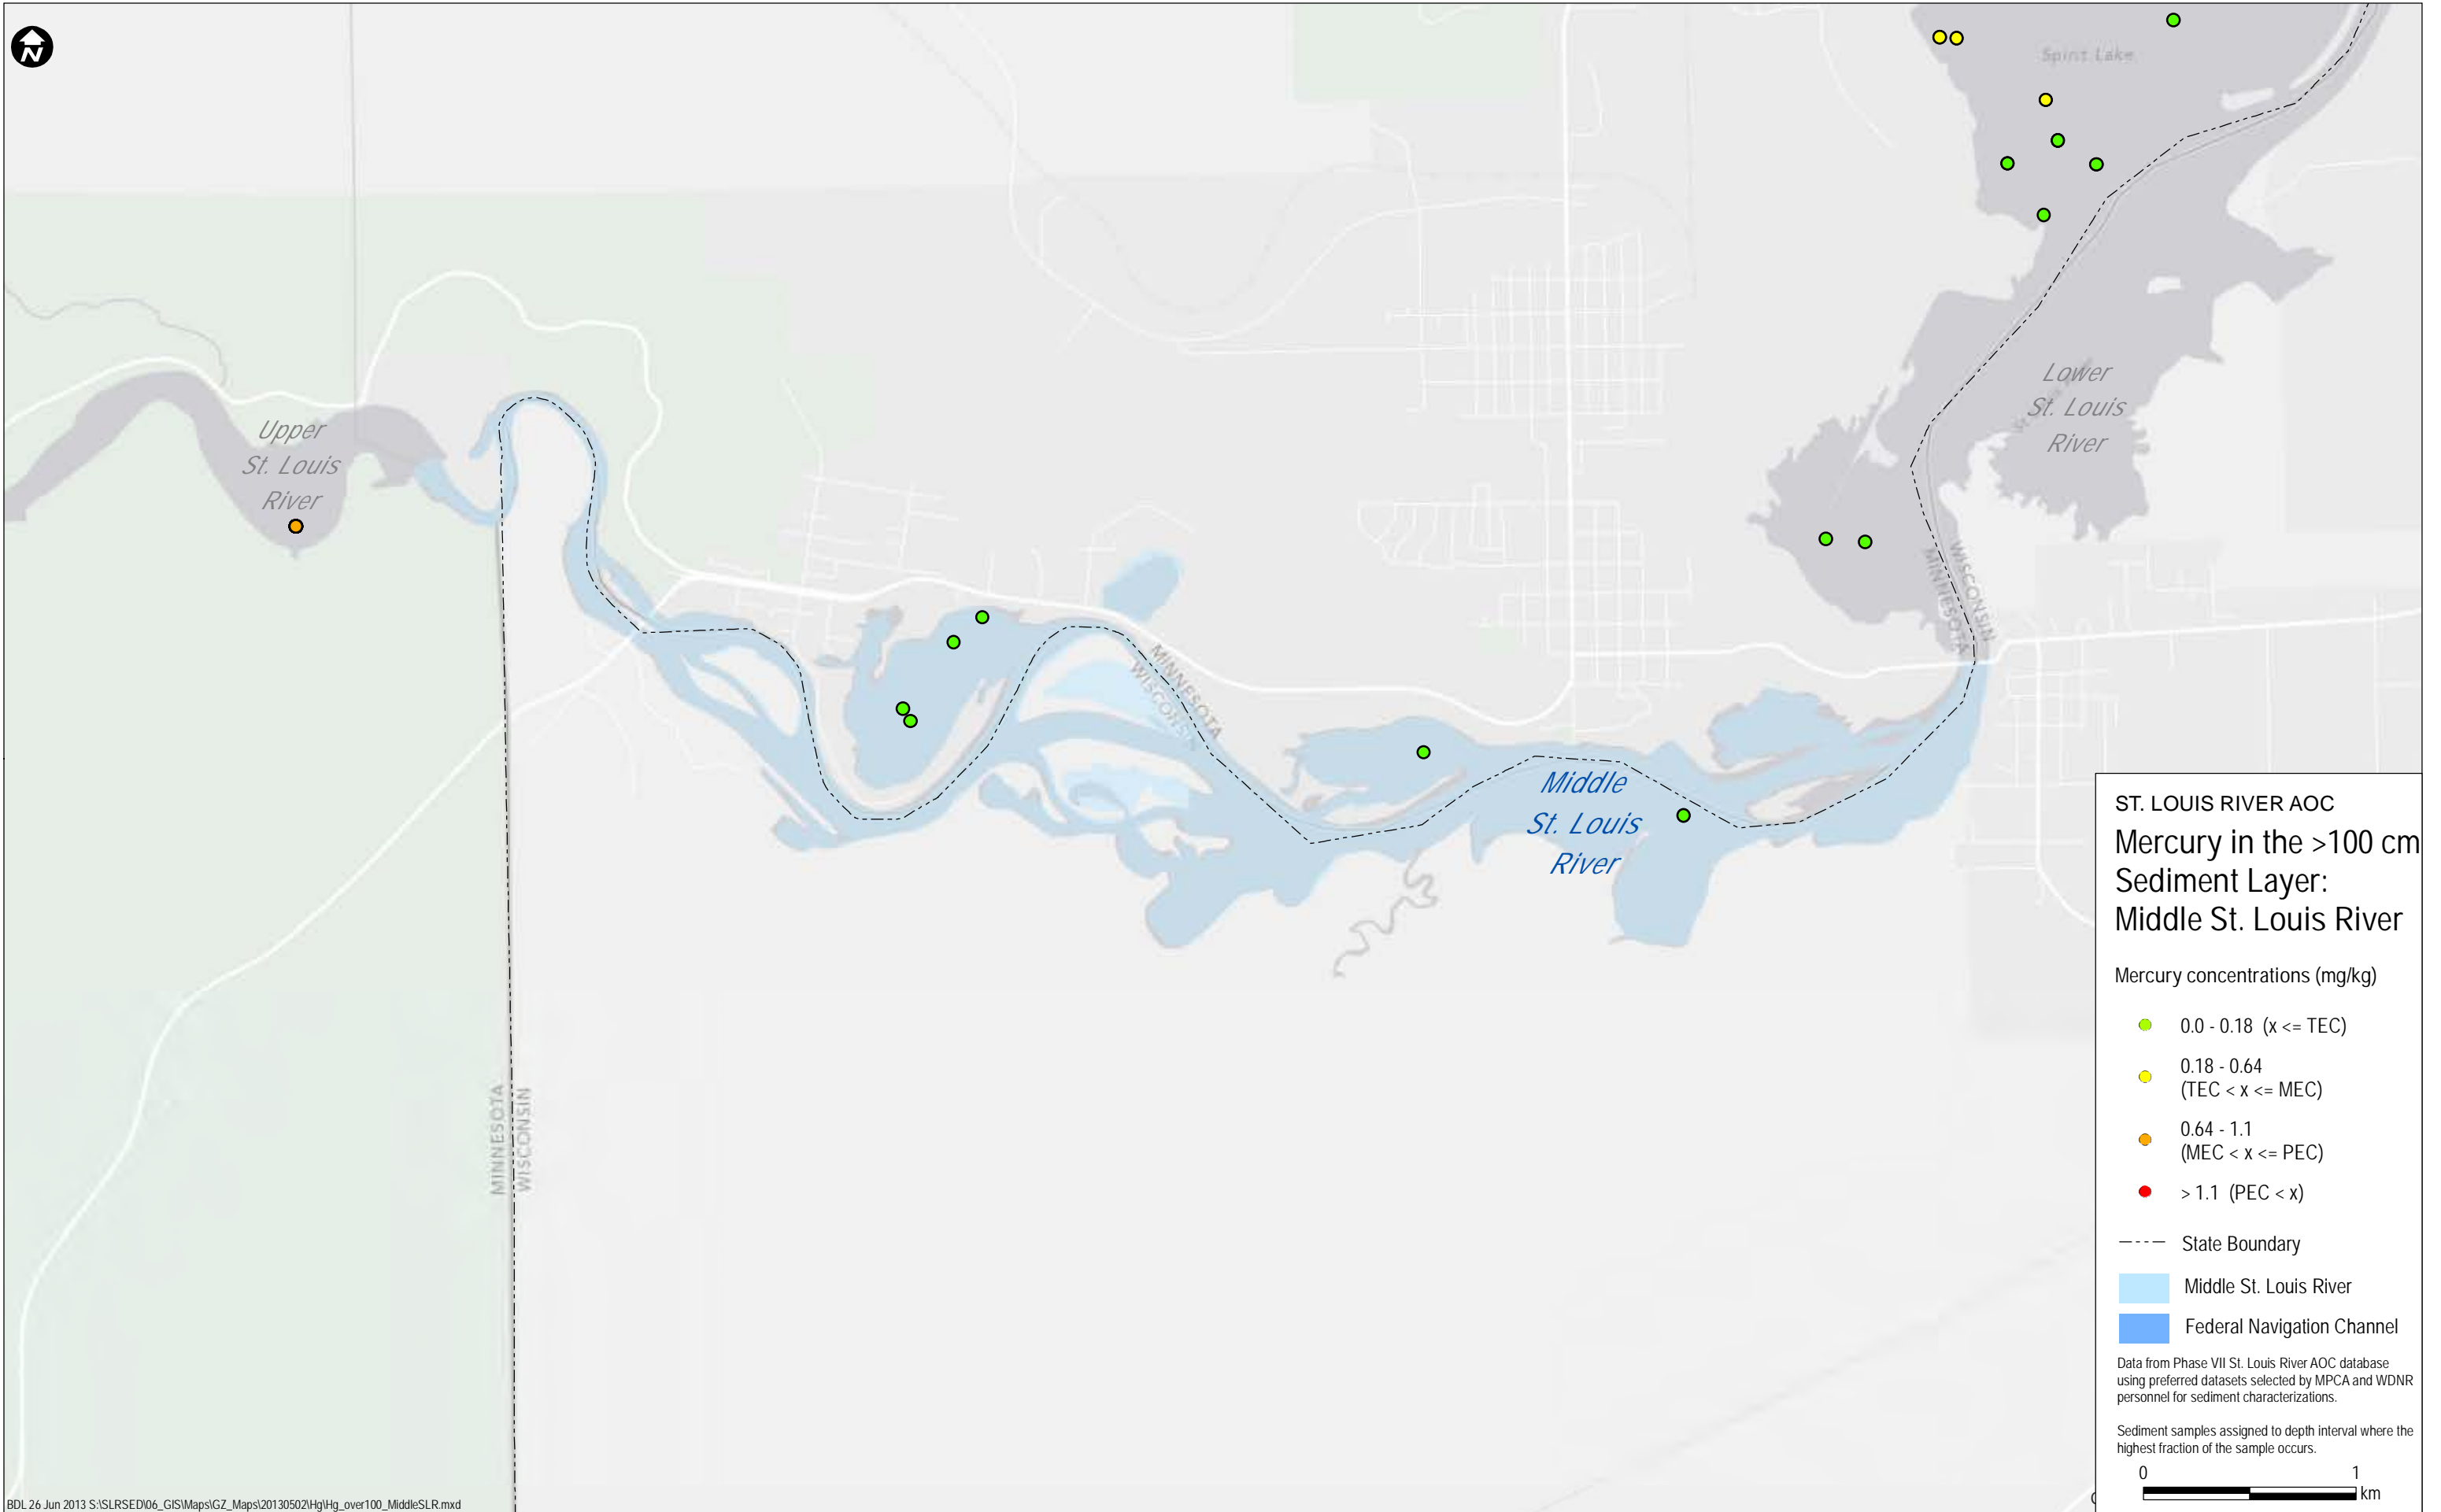 N
Spirit Lake
Upper
St. Louis
River
Lower
St. Louis
River
WISCONSIN
MINNESOTA
MINNESOTA
WISCONSIN
Middle
St. Louis
River
MINNESOTA
WISCONSIN
ST. LOUIS RIVER AOC
Mercury in the >100 cm
Sediment Layer:
Middle St. Louis River
Mercury concentrations (mg/kg)
0.0 - 0.18 (x <= TEC)
0.18 - 0.64
(TEC < x <= MEC)
0.64 - 1.1
(MEC < x <= PEC)
> 1.1 (PEC < x)
State Boundary
Middle St. Louis River
Federal Navigation Channel
Data from Phase VII St. Louis River AOC database
using preferred datasets selected by MPCA and WDNR
personnel for sediment characterizations.
Sediment samples assigned to depth interval where the
highest fraction of the sample occurs.
0 1
km
BDL 26 Jun 2013 S:\SLRSED\06_GIS\Maps\GZ_Maps\20130502\Hg\Hg_over100_MiddleSLR.mxd